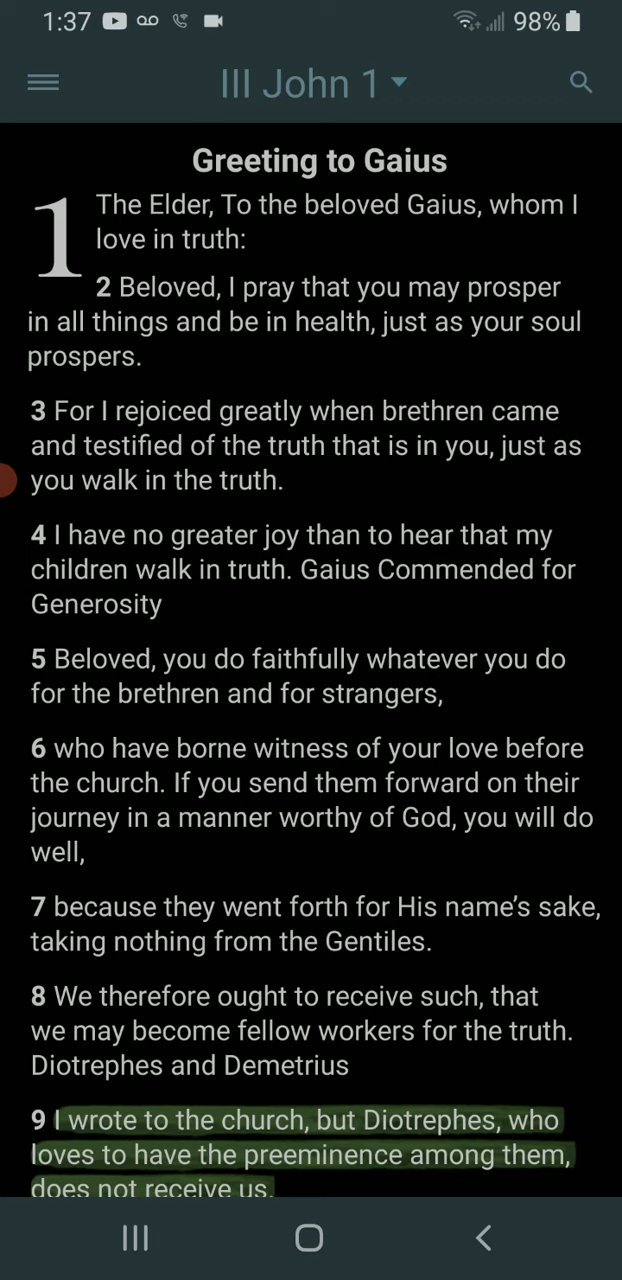 1:37
98%
III John 1
Greeting to Gaius
1 The Elder, To the beloved Gaius, whom I
love in truth:
2 Beloved, I pray that you may prosper
in all things and be in health, just as your soul
prospers.
3 For I rejoiced greatly when brethren came
and testified of the truth that is in you, just as
you walk in the truth.
4 I have no greater joy than to hear that my
children walk in truth. Gaius Commended for
Generosity
5 Beloved, you do faithfully whatever you do
for the brethren and for strangers,
6 who have borne witness of your love before
the church. If you send them forward on their
journey in a manner worthy of God, you will do
well,
7 because they went forth for His name’s sake,
taking nothing from the Gentiles.
8 We therefore ought to receive such, that
we may become fellow workers for the truth.
Diotrephes and Demetrius
9 I wrote to the church, but Diotrephes, who
loves to have the preeminence among them,
does not receive us.